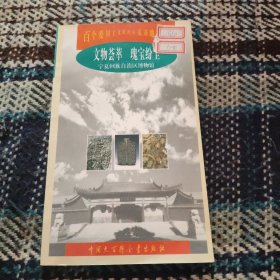 百个爱国主义教育示范基地
文物荟萃 瑰宝纷呈
宁夏回族自治区博物馆
中国大百科全书出版社